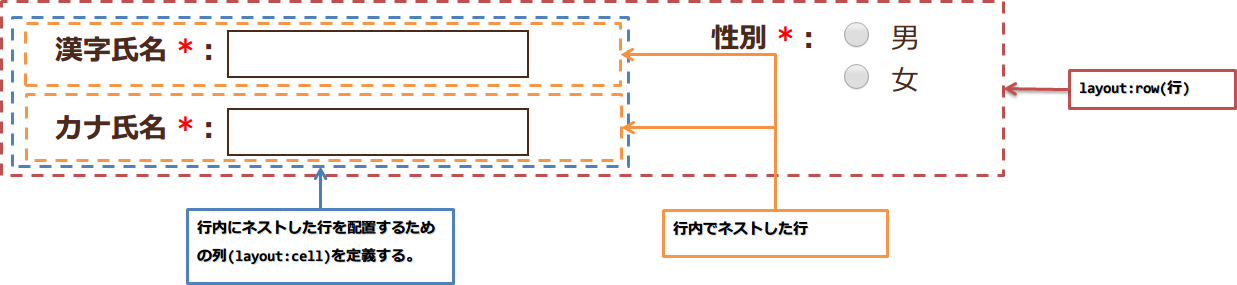 漢字氏名 *：
性別 *： 男
女
layout:row(行)
カナ氏名 *：
行内にネストした行を配置するため
の列(layout:cell)を定義する。
行内でネストした行